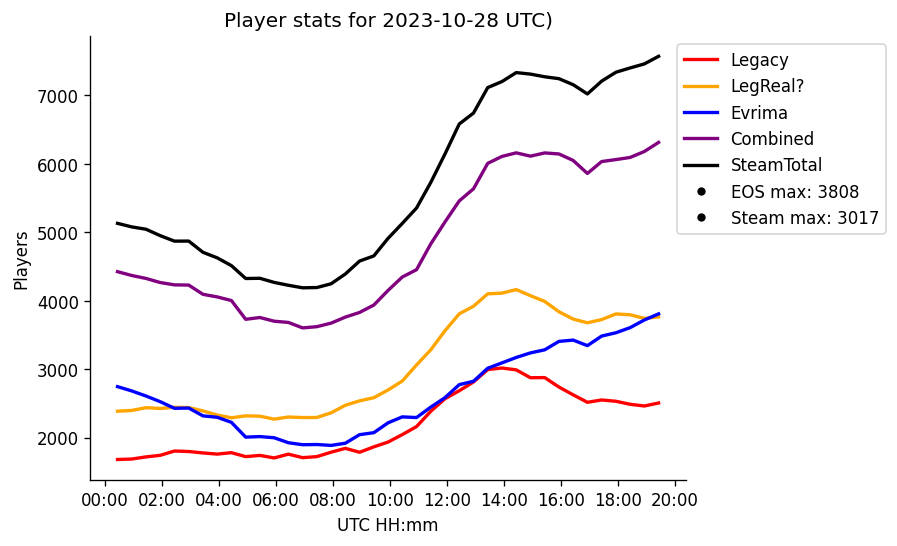 Player stats for 2023-10-28 UTC)
Legacy
LegReal?
Evrima
Combined
SteamTotal
EOS max: 3808
Steam max: 3017
Players
7000
6000
5000
4000
3000
2000
00:00 02:00 04:00 06:00 08:00 10:00 12:00 14:00 16:00 18:00 20:00
UTC HH:mm